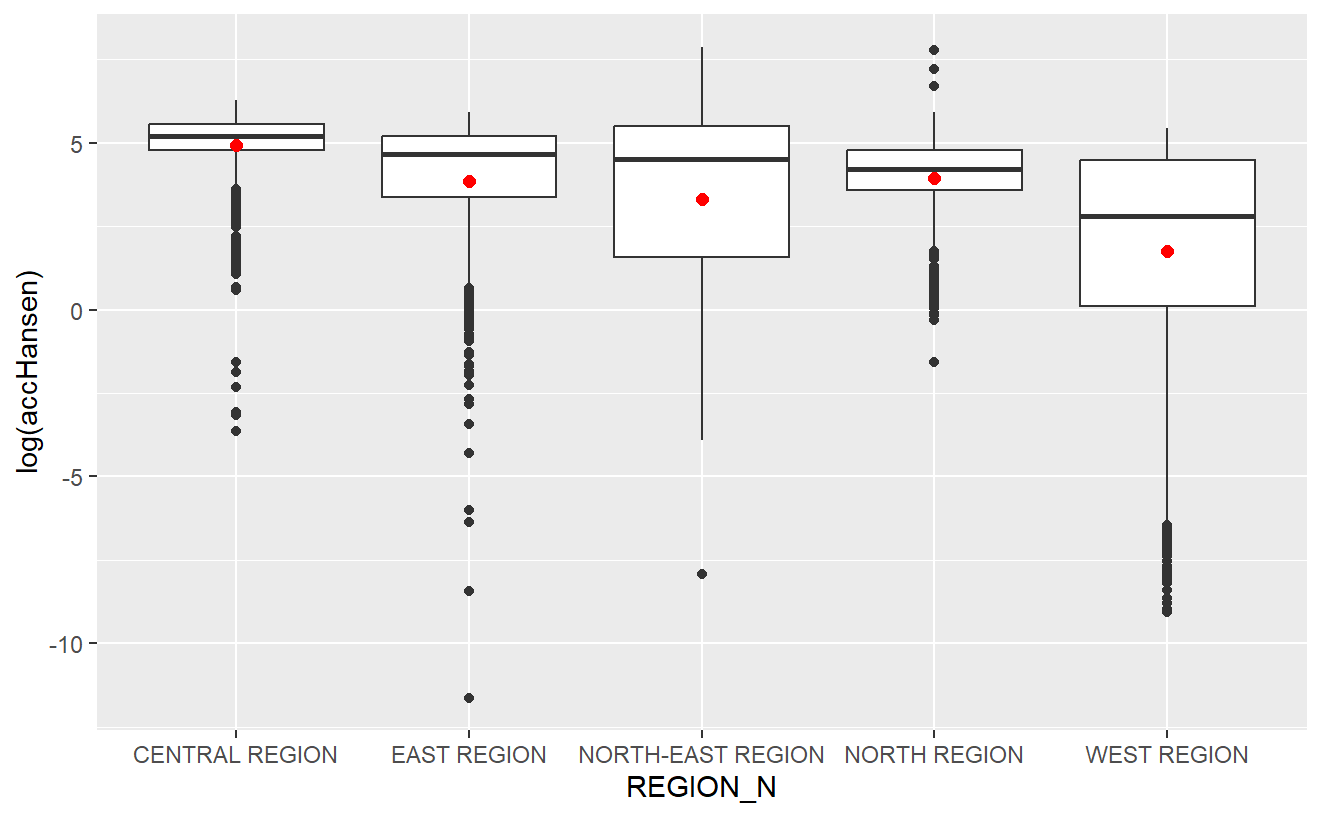 log(accHansen)
5
0
-5
-10
CENTRAL REGION EAST REGION NORTH-EAST REGION NORTH REGION WEST REGION
REGION_N